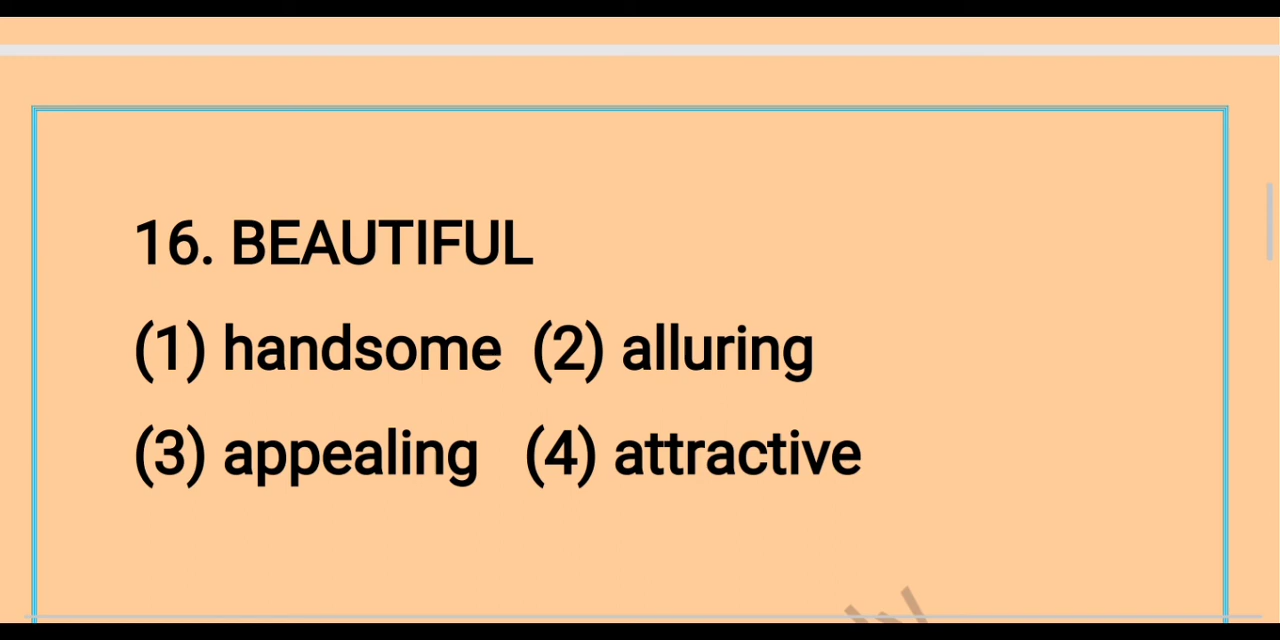 16. BEAUTIFUL
(1) handsome (2) alluring
(3) appealing (4) attractive